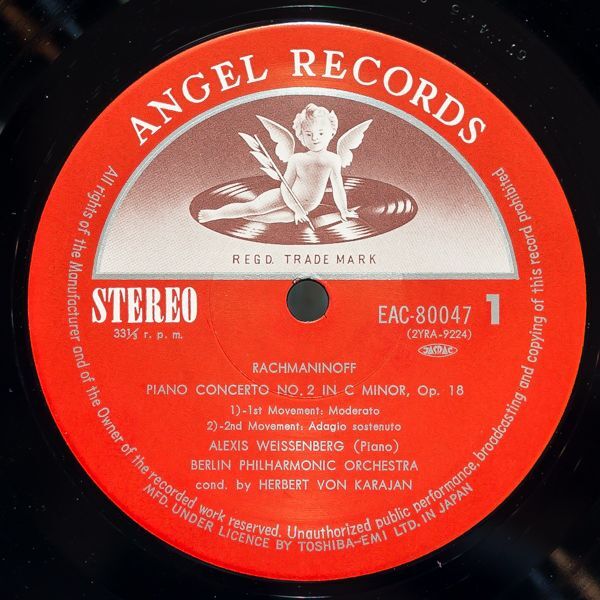 ANGEL RECORDS
REGD. TRADE MARK
STEREO
33⅓ r. p. m.
EAC-80047 1
(2YRA-9224)
JASRAC
RACHMANINOFF
PIANO CONCERTO NO. 2 IN C MINOR, Op. 18
1)-1st Movement: Moderato
2)-2nd Movement: Adagio sostenuto
ALEXIS WEISSENBERG (Piano)
BERLIN PHILHARMONIC ORCHESTRA
cond. by HERBERT VON KARAJAN
All rights of the Manufacturer and of the Owner of the recorded work reserved. Unauthorized public performance, broadcasting and copying of this record prohibited
MFD. UNDER LICENCE BY TOSHIBA-EMI LTD. IN JAPAN